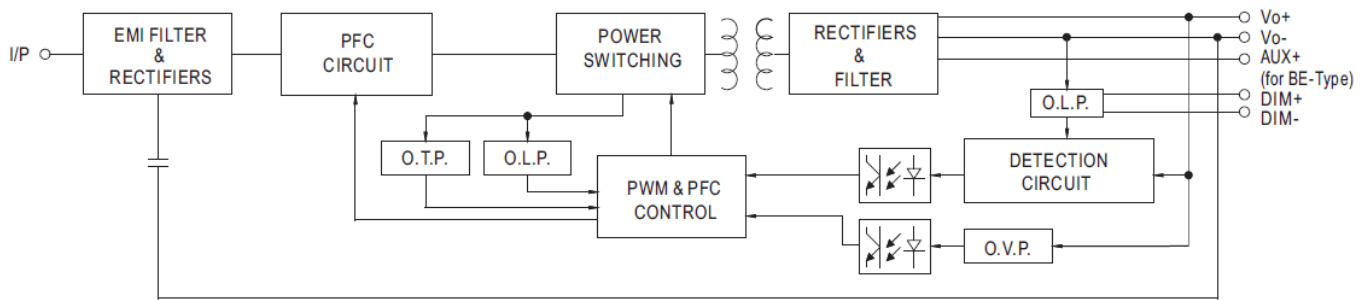 I/P
EMI FILTER
&
RECTIFIERS
PFC
CIRCUIT
POWER
SWITCHING
RECTIFIERS
&
FILTER
Vo+
Vo-
AUX+
(for BE-Type)
DIM+
DIM-
O.L.P.
O.T.P.
O.L.P.
PWM & PFC
CONTROL
DETECTION
CIRCUIT
O.V.P.